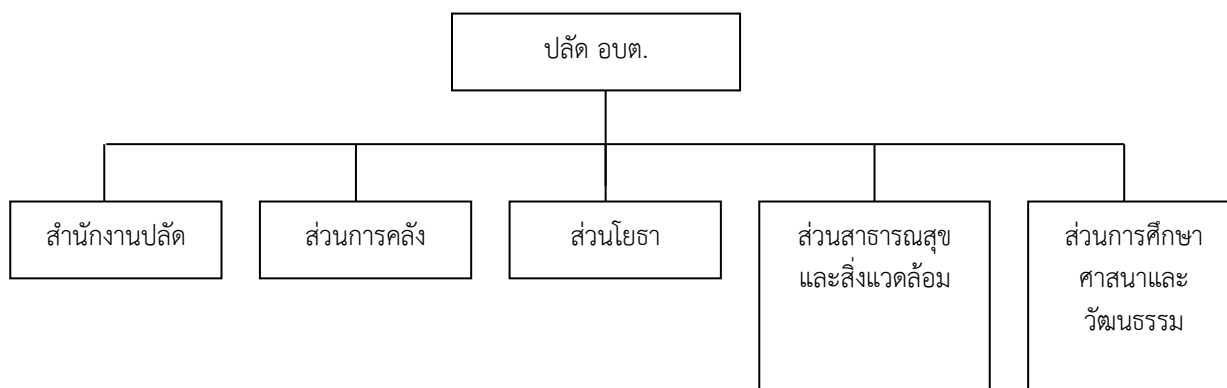 ปลัด อบต.
สำนักงานปลัด
ส่วนการคลัง
ส่วนโยธา
ส่วนสาธารณสุข
และสิ่งแวดล้อม
ส่วนการศึกษา
ศาสนาและ
วัฒนธรรม